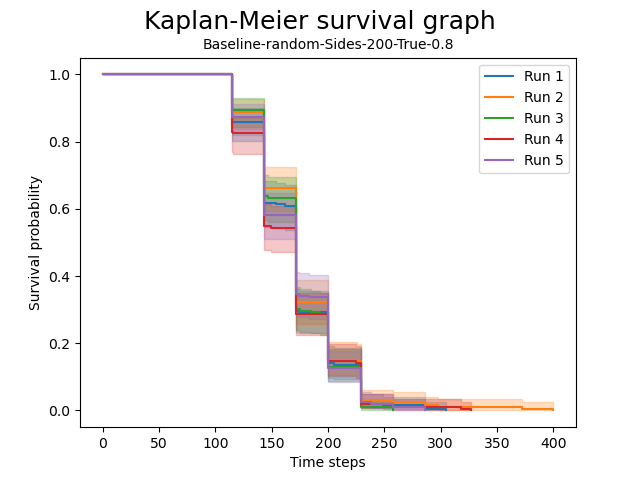 Kaplan-Meier survival graph
Baseline-random-Sides-200-True-0.8
Run 1
Run 2
Run 3
Run 4
Run 5
Survival probability
1.0
0.8
0.6
0.4
0.2
0.0
0 50 100 150 200 250 300 350 400
Time steps